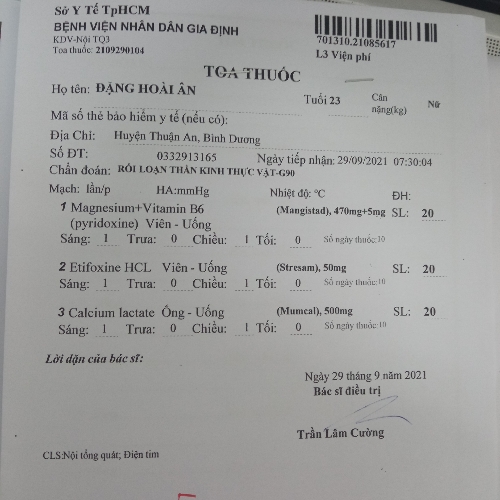 Sở Y Tế TpHCM
BỆNH VIỆN NHÂN DÂN GIA ĐỊNH
KDV-Nội TQ3
Toa thuốc: 2109290104
701310.21085617
L3 Viện phí
TOA THUỐC
Họ tên: ĐẶNG HOÀI ÂN Tuổi 23 Cân nặng(kg) Nữ
Mã số thẻ bảo hiểm y tế (nếu có):
Địa Chỉ: Huyện Thuận An, Bình Dương
Số ĐT: 0332913165 Ngày tiếp nhận: 29/09/2021 07:30:04
Chẩn đoán: RỐI LOẠN THẦN KINH THỰC VẬT-G90
Mạch: lần/p HA:mmHg Nhiệt độ: °C ĐH:
1 Magnesium+Vitamin B6 (Mangistad), 470mg+5mg SL: 20
(pyridoxine) Viên - Uống
Sáng: 1 Trưa: 0 Chiều: 1 Tối: 0 Số ngày thuốc:10
2 Etifoxine HCL Viên - Uống (Stresam), 50mg SL: 20
Sáng: 1 Trưa: 0 Chiều: 1 Tối: 0 Số ngày thuốc:10
3 Calcium lactate Ống - Uống (Mumcal), 500mg SL: 20
Sáng: 1 Trưa: 0 Chiều: 1 Tối: 0 Số ngày thuốc:10
Lời dặn của bác sĩ:
Ngày 29 tháng 9 năm 2021
Bác sĩ điều trị
Trần Lâm Cường
CLS:Nội tổng quát; Điện tim